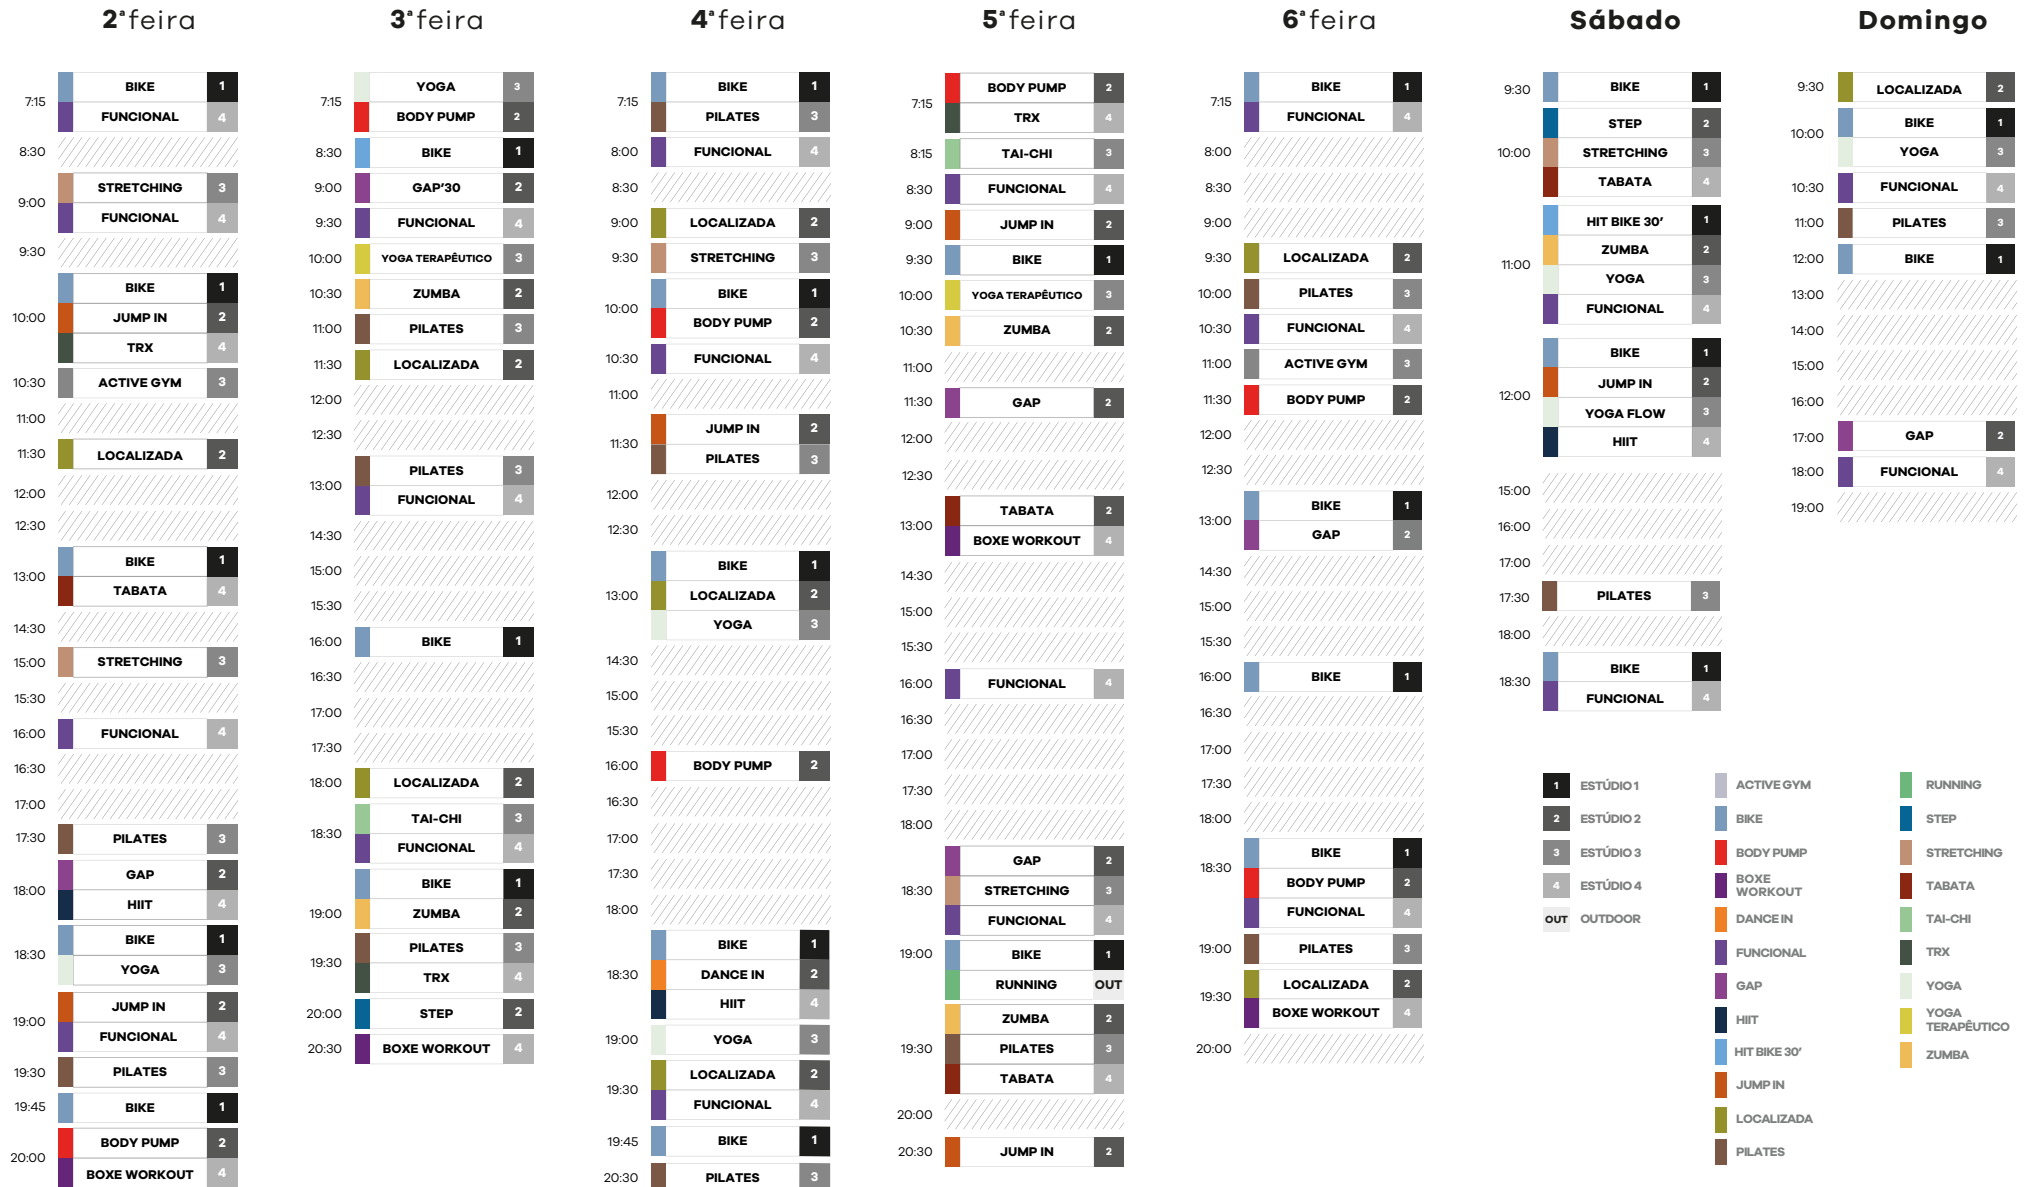 2ªfeira
7:15
BIKE 1
FUNCIONAL 4
8:30
9:00
STRETCHING 3
FUNCIONAL 4
9:30
10:00
BIKE 1
JUMP IN 2
TRX 4
10:30 ACTIVE GYM 3
11:00
11:30 LOCALIZADA 2
12:00
12:30
13:00
BIKE 1
TABATA 4
14:30
15:00 STRETCHING 3
15:30
16:00 FUNCIONAL 4
16:30
17:00
17:30 PILATES 3
18:00
GAP 2
HIIT 4
18:30
BIKE 1
YOGA 3
19:00
JUMP IN 2
FUNCIONAL 4
19:30 PILATES 3
19:45 BIKE 1
20:00
BODY PUMP 2
BOXE WORKOUT 4
3ªfeira
7:15
YOGA 3
BODY PUMP 2
8:30 BIKE 1
9:00 GAP'30 2
9:30 FUNCIONAL 4
10:00 YOGA TERAPÊUTICO 3
10:30 ZUMBA 2
11:00 PILATES 3
11:30 LOCALIZADA 2
12:00
12:30
13:00
PILATES 3
FUNCIONAL 4
14:30
15:00
15:30
16:00 BIKE 1
16:30
17:00
17:30
18:00 LOCALIZADA 2
18:30
TAI-CHI 3
FUNCIONAL 4
19:00
BIKE 1
ZUMBA 2
19:30
PILATES 3
TRX 4
20:00 STEP 2
20:30 BOXE WORKOUT 4
4ªfeira
7:15
BIKE 1
PILATES 3
8:00 FUNCIONAL 4
8:30
9:00 LOCALIZADA 2
9:30 STRETCHING 3
10:00
BIKE 1
BODY PUMP 2
10:30 FUNCIONAL 4
11:00
11:30
JUMP IN 2
PILATES 3
12:00
12:30
13:00
BIKE 1
LOCALIZADA 2
YOGA 3
14:30
15:00
15:30
16:00 BODY PUMP 2
16:30
17:00
17:30
18:00
18:30
BIKE 1
DANCE IN 2
HIIT 4
19:00 YOGA 3
19:30
LOCALIZADA 2
FUNCIONAL 4
19:45 BIKE 1
20:30 PILATES 3
5ªfeira
7:15
BODY PUMP 2
TRX 4
8:15 TAI-CHI 3
8:30 FUNCIONAL 4
9:00 JUMP IN 2
9:30 BIKE 1
10:00 YOGA TERAPÊUTICO 3
10:30 ZUMBA 2
11:00
11:30 GAP 2
12:00
12:30
13:00
TABATA 2
BOXE WORKOUT 4
14:30
15:00
15:30
16:00 FUNCIONAL 4
16:30
17:00
17:30
18:00
18:30
GAP 2
STRETCHING 3
FUNCIONAL 4
19:00
BIKE 1
RUNNING OUT
19:30
ZUMBA 2
PILATES 3
TABATA 4
20:00
20:30 JUMP IN 2
6ªfeira
7:15
BIKE 1
FUNCIONAL 4
8:00
8:30
9:00
9:30 LOCALIZADA 2
10:00 PILATES 3
10:30 FUNCIONAL 4
11:00 ACTIVE GYM 3
11:30 BODY PUMP 2
12:00
12:30
13:00
BIKE 1
GAP 2
14:30
15:00
15:30
16:00 BIKE 1
16:30
17:00
17:30
18:00
18:30
BIKE 1
BODY PUMP 2
FUNCIONAL 4
19:00 PILATES 3
19:30
LOCALIZADA 2
BOXE WORKOUT 4
20:00
Sábado
9:30 BIKE 1
10:00
STEP 2
STRETCHING 3
TABATA 4
11:00
HIT BIKE 30' 1
ZUMBA 2
YOGA 3
FUNCIONAL 4
12:00
BIKE 1
JUMP IN 2
YOGA FLOW 3
HIIT 4
15:00
16:00
17:00
17:30 PILATES 3
18:00
18:30
BIKE 1
FUNCIONAL 4
Domingo
9:30 LOCALIZADA 2
10:00
BIKE 1
YOGA 3
10:30 FUNCIONAL 4
11:00 PILATES 3
12:00 BIKE 1
13:00
14:00
15:00
16:00
17:00 GAP 2
18:00 FUNCIONAL 4
19:00
1 ESTÚDIO 1
2 ESTÚDIO 2
3 ESTÚDIO 3
4 ESTÚDIO 4
OUT OUTDOOR
ACTIVE GYM
BIKE
BODY PUMP
BOXE
WORKOUT
DANCE IN
FUNCIONAL
GAP
HIIT
HIT BIKE 30'
JUMP IN
LOCALIZADA
PILATES
RUNNING
STEP
STRETCHING
TABATA
TAI-CHI
TRX
YOGA
YOGA
TERAPÊUTICO
ZUMBA